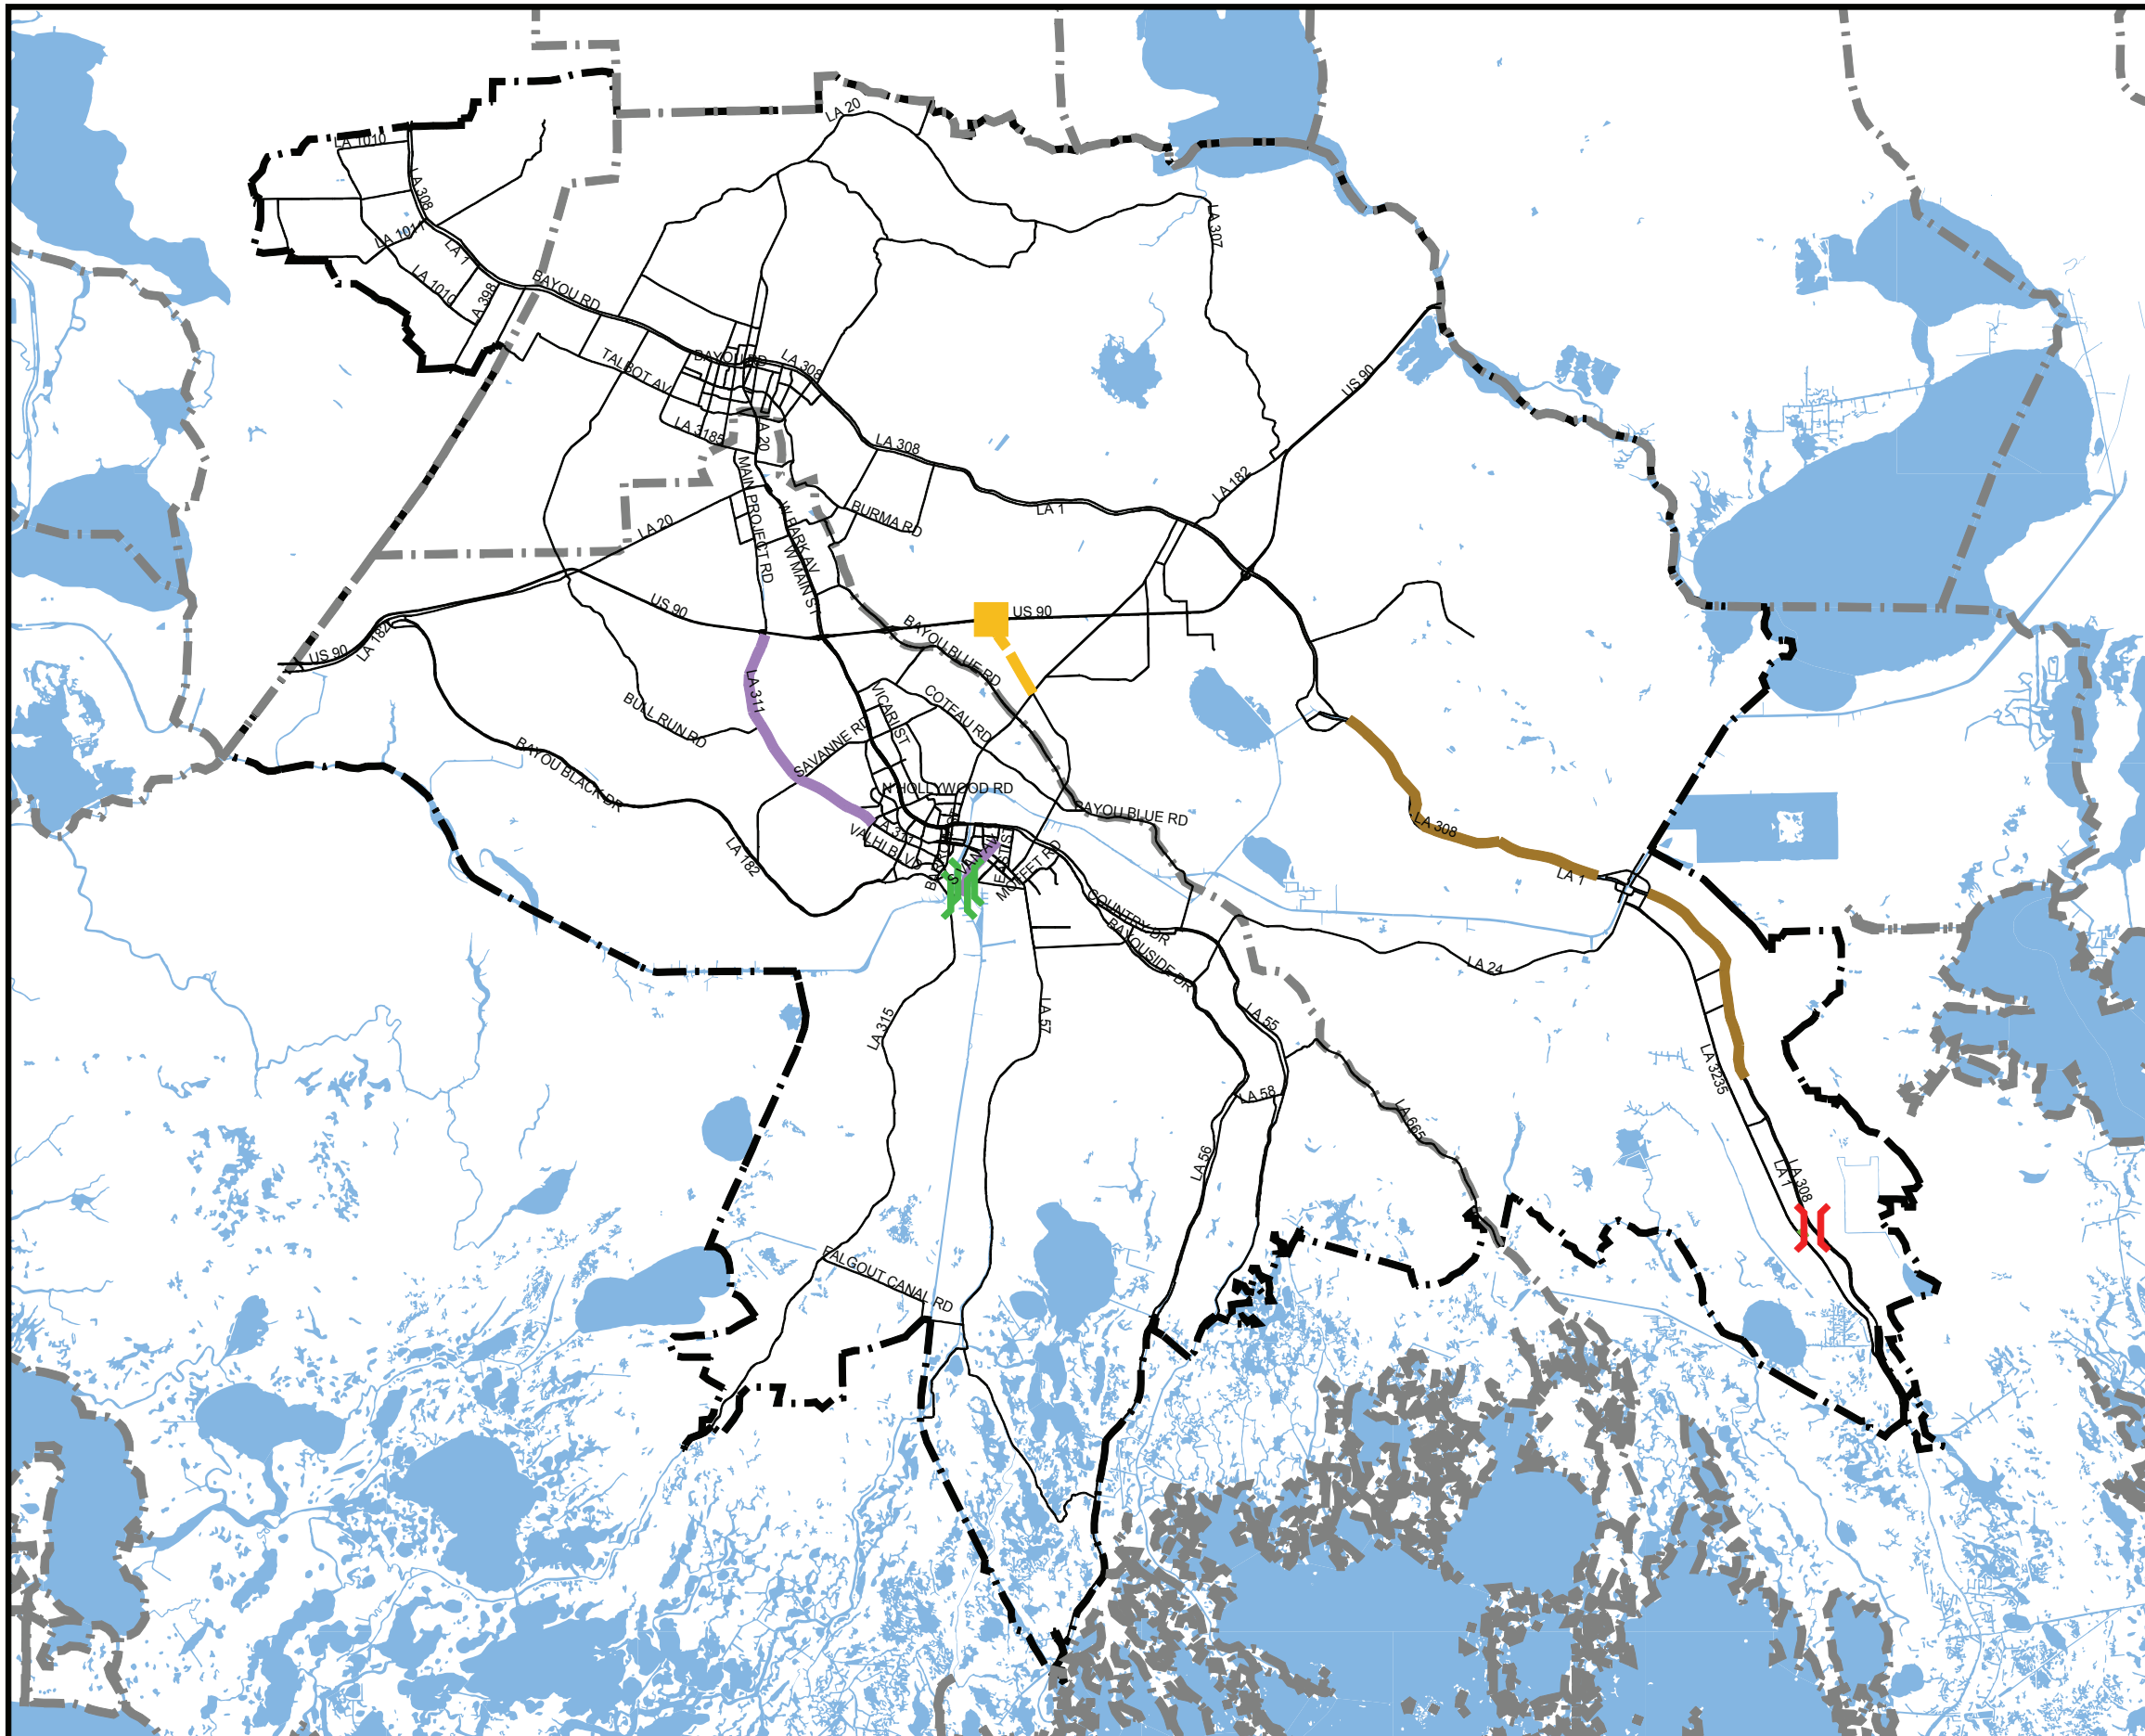 LA 20
LA 1010
LA 308
LA 307
LA 1011
LA 1
LA 1010
BAYOU RD
LA 398
BAYOU RD
LA 308
TALBOT AV
US 90
LA 3185
LA 20
LA 308
LA 182
MAIN PROJECT RD
LA 1
LA 20
BURMA RD
W PARK AV
W MAIN ST
US 90
US 90
BAYOU BLUE RD
US 90
LA 182
LA 311
VICARI ST
COTEAU RD
BULL RUN RD
SAVANNE RD
BAYOU BLACK DR
N HOLLYWOOD RD
BAYOU BLUE RD
LA 308
LA 311
VALHI BLVD
LA 182
MOFFET RD
LA 1
COUNTRY DR
BAYOUSIDE DR
LA 24
LA 315
LA 57
LA 55
LA 3235
LA 58
LA 665
LA 56
LA 308
LA 1
FALGOUT CANAL RD